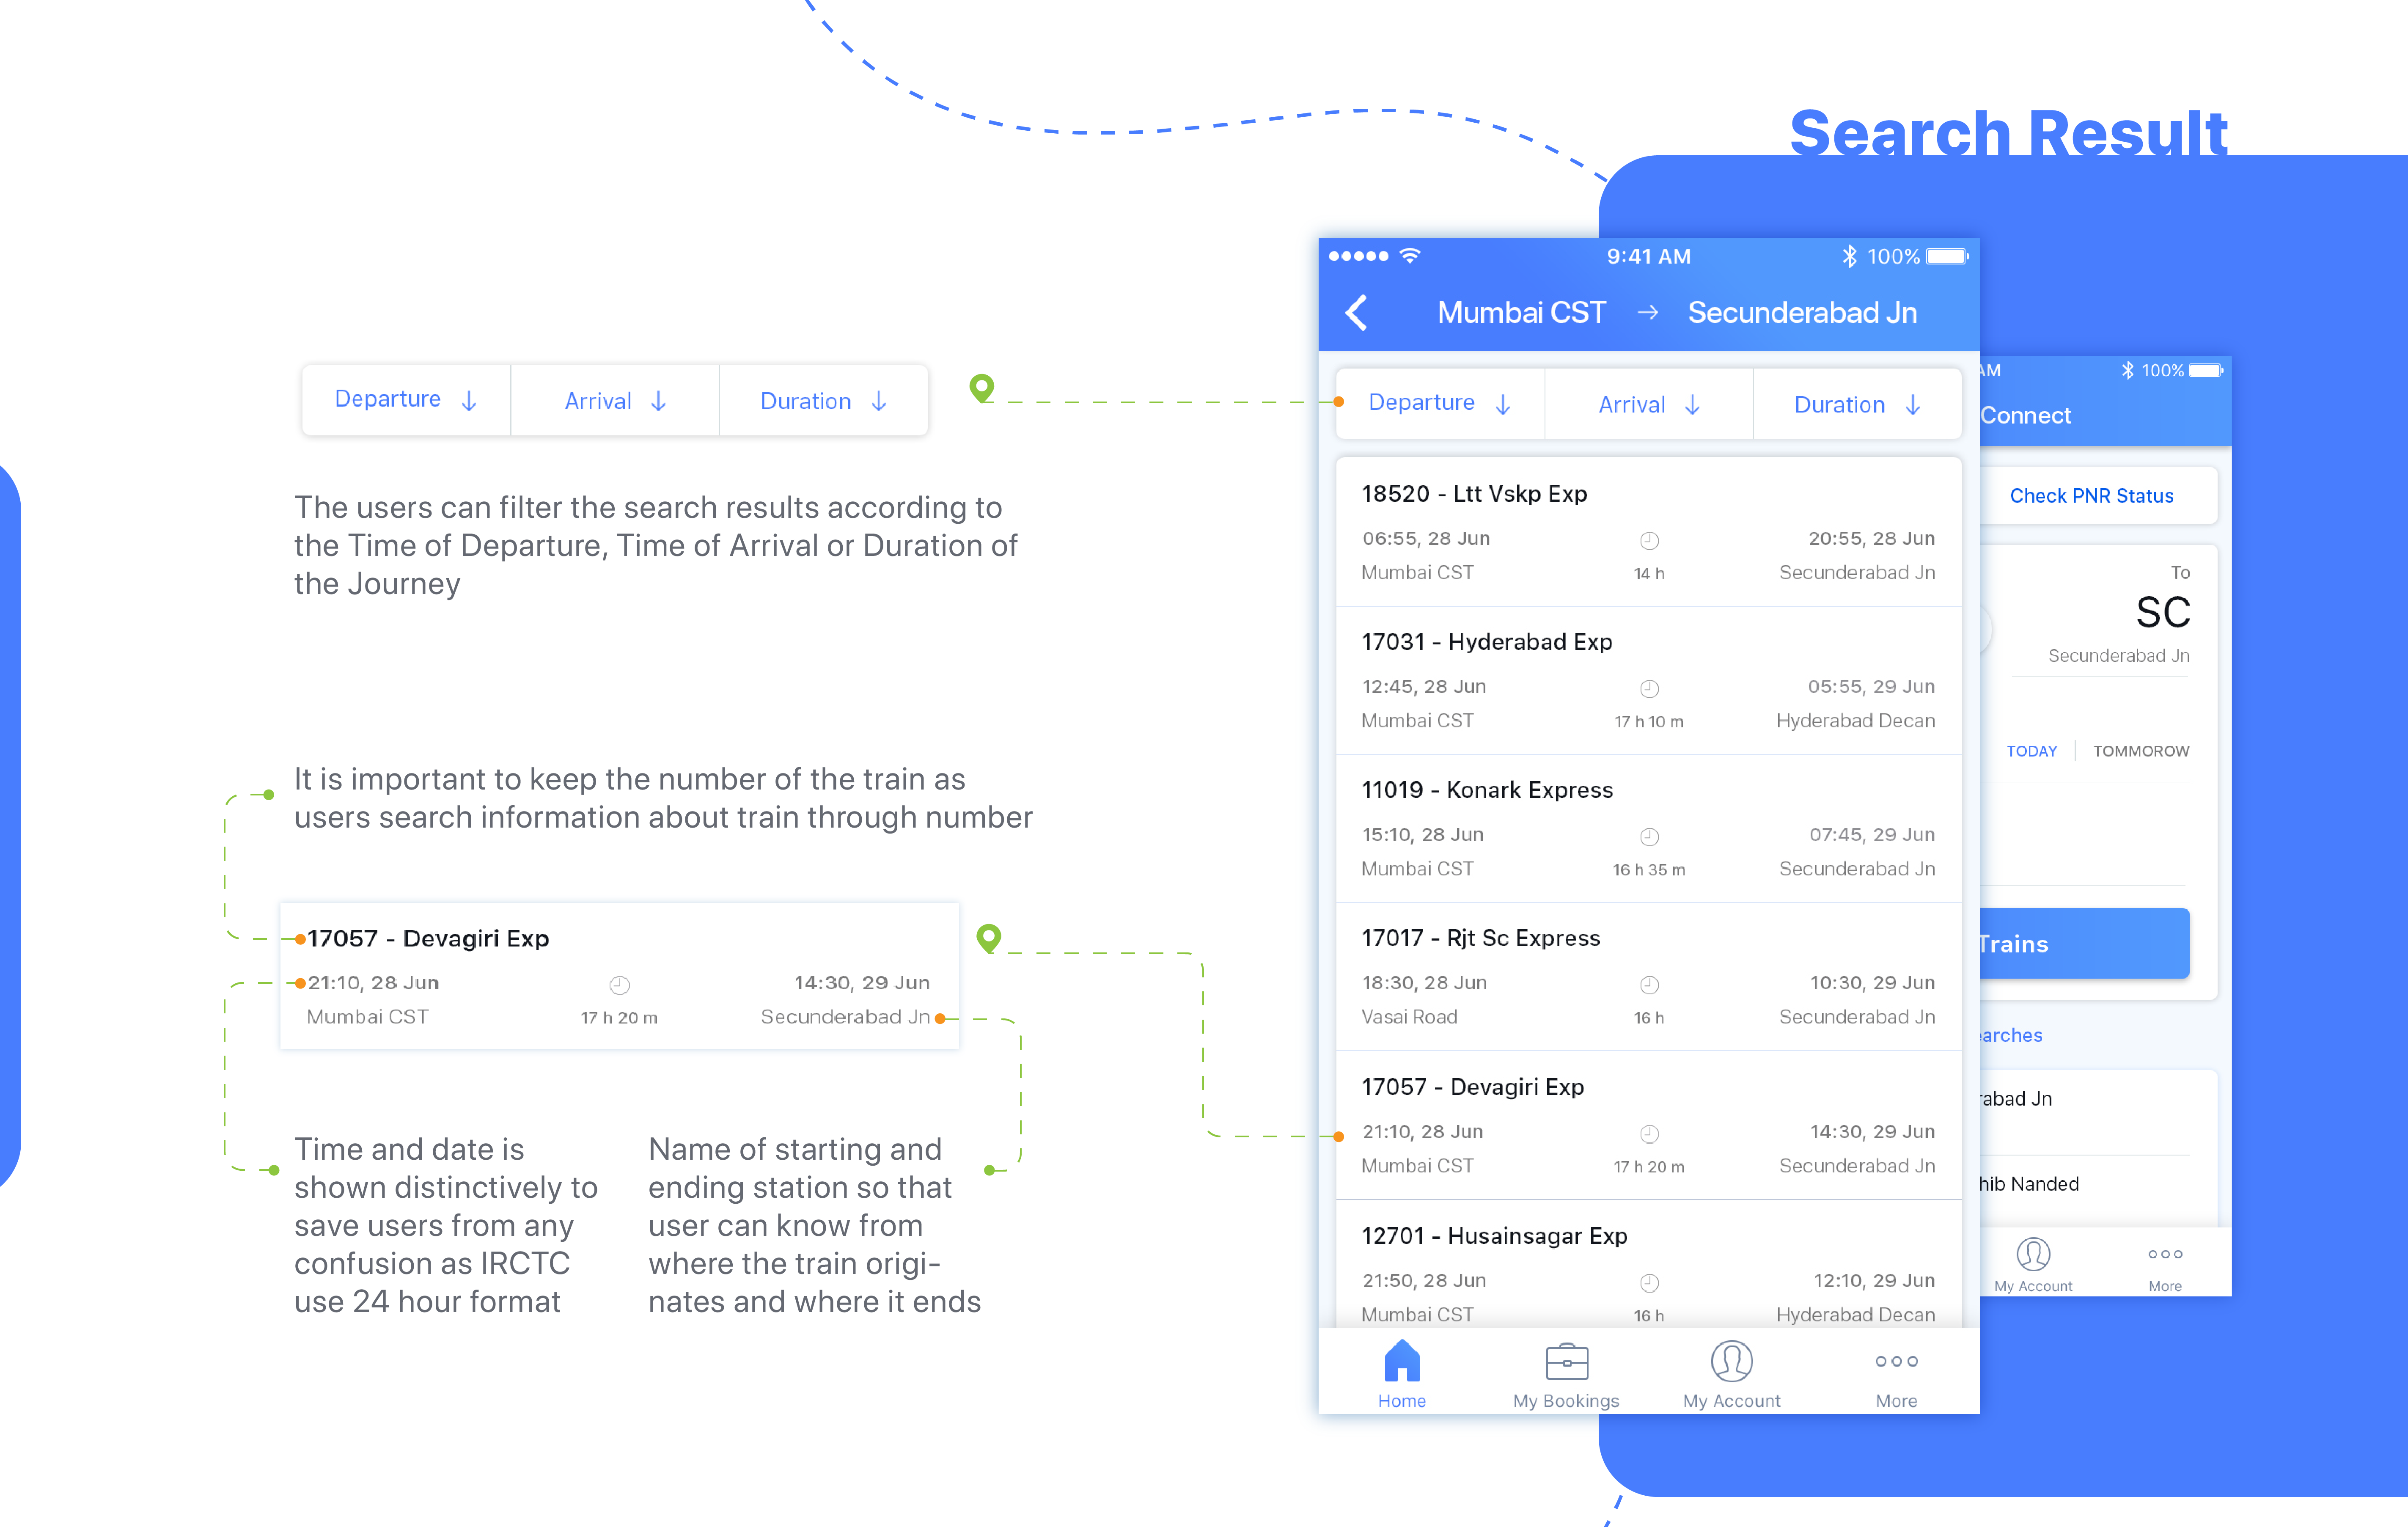 Search Result
Departure ↓ Arrival ↓ Duration ↓
The users can filter the search results according to
the Time of Departure, Time of Arrival or Duration of
the Journey
It is important to keep the number of the train as
users search information about train through number
17057 - Devagiri Exp
21:10, 28 Jun 14:30, 29 Jun
Mumbai CST 17 h 20 m Secunderabad Jn
Time and date is
shown distinctively to
save users from any
confusion as IRCTC
use 24 hour format
Name of starting and
ending station so that
user can know from
where the train origi-
nates and where it ends
9:41 AM 100%
Mumbai CST → Secunderabad Jn
Departure ↓ Arrival ↓ Duration ↓
18520 - Ltt Vskp Exp
06:55, 28 Jun 20:55, 28 Jun
Mumbai CST 14 h Secunderabad Jn
17031 - Hyderabad Exp
12:45, 28 Jun 05:55, 29 Jun
Mumbai CST 17 h 10 m Hyderabad Decan
11019 - Konark Express
15:10, 28 Jun 07:45, 29 Jun
Mumbai CST 16 h 35 m Secunderabad Jn
17017 - Rjt Sc Express
18:30, 28 Jun 10:30, 29 Jun
Vasai Road 16 h Secunderabad Jn
17057 - Devagiri Exp
21:10, 28 Jun 14:30, 29 Jun
Mumbai CST 17 h 20 m Secunderabad Jn
12701 - Husainsagar Exp
21:50, 28 Jun 12:10, 29 Jun
Mumbai CST 16 h Hyderabad Decan
Home My Bookings My Account More
AM 100%
Connect
Check PNR Status
To
SC
Secunderabad Jn
TODAY TOMMOROW
Trains
earches
rabad Jn
hib Nanded
My Account More